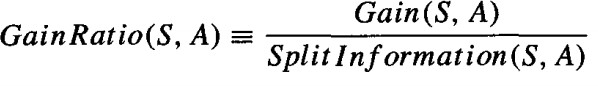 GainRatio(S, A) ≡ Gain(S, A) / SplitInformation(S, A)